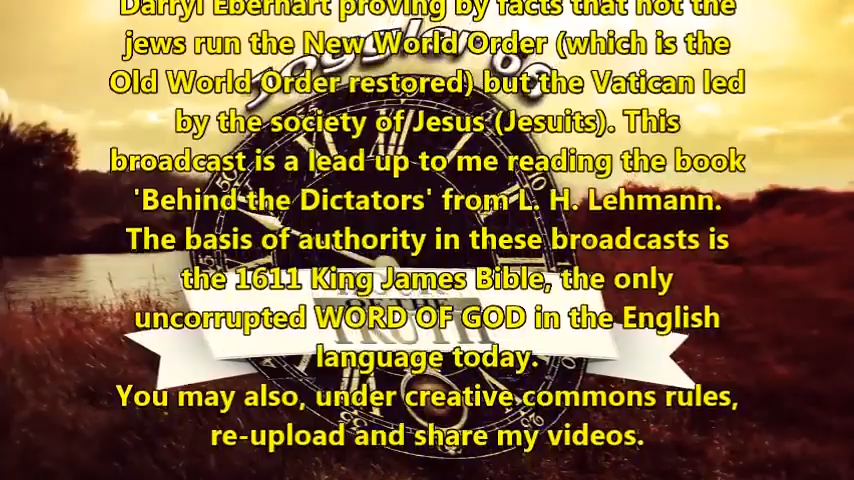 Darryl Eberhart proving by facts that not the
jews run the New World Order (which is the
Old World Order restored) but the Vatican led
by the society of Jesus (Jesuits). This
broadcast is a lead up to me reading the book
'Behind the Dictators' from L. H. Lehmann.
The basis of authority in these broadcasts is
the 1611 King James Bible, the only
uncorrupted WORD OF GOD in the English
language today.
You may also, under creative commons rules,
re-upload and share my videos.